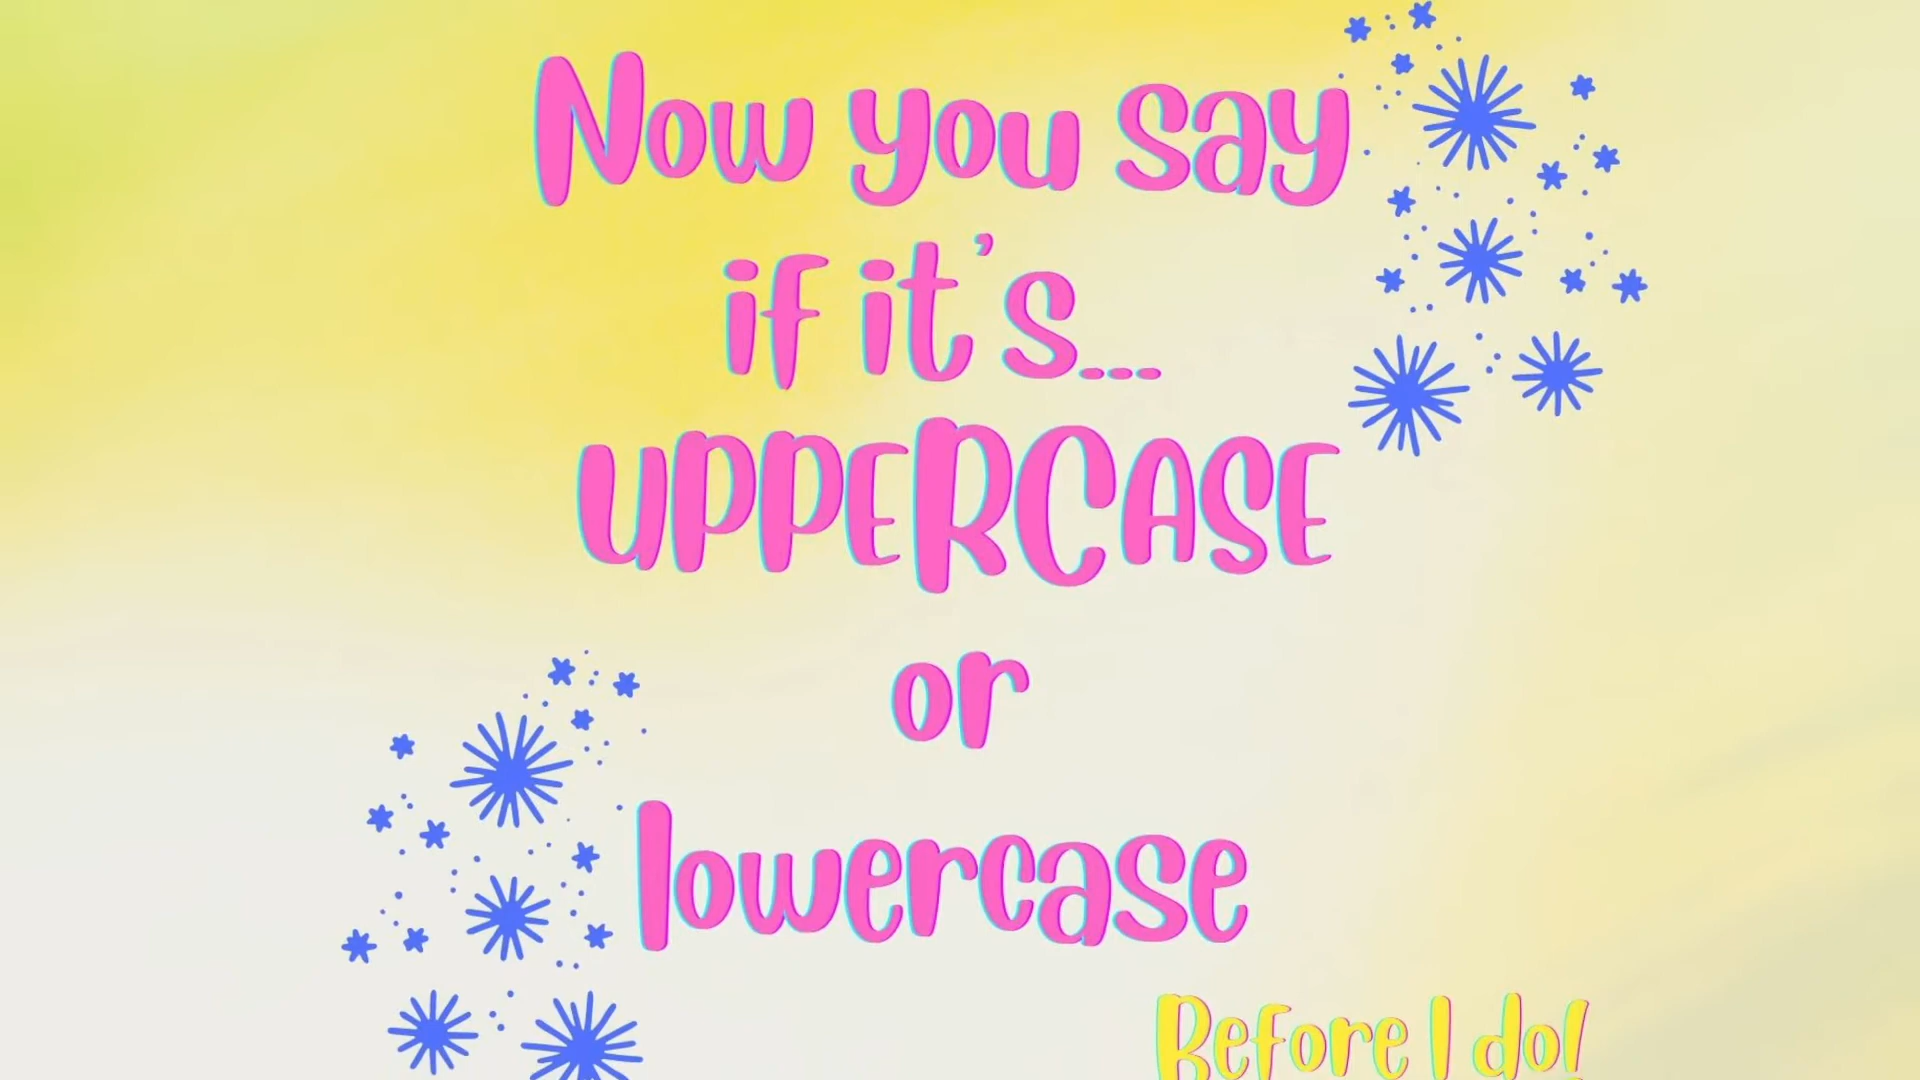 Now you say
if it's...
UPPERCASE
or
lowercase
Before I do!